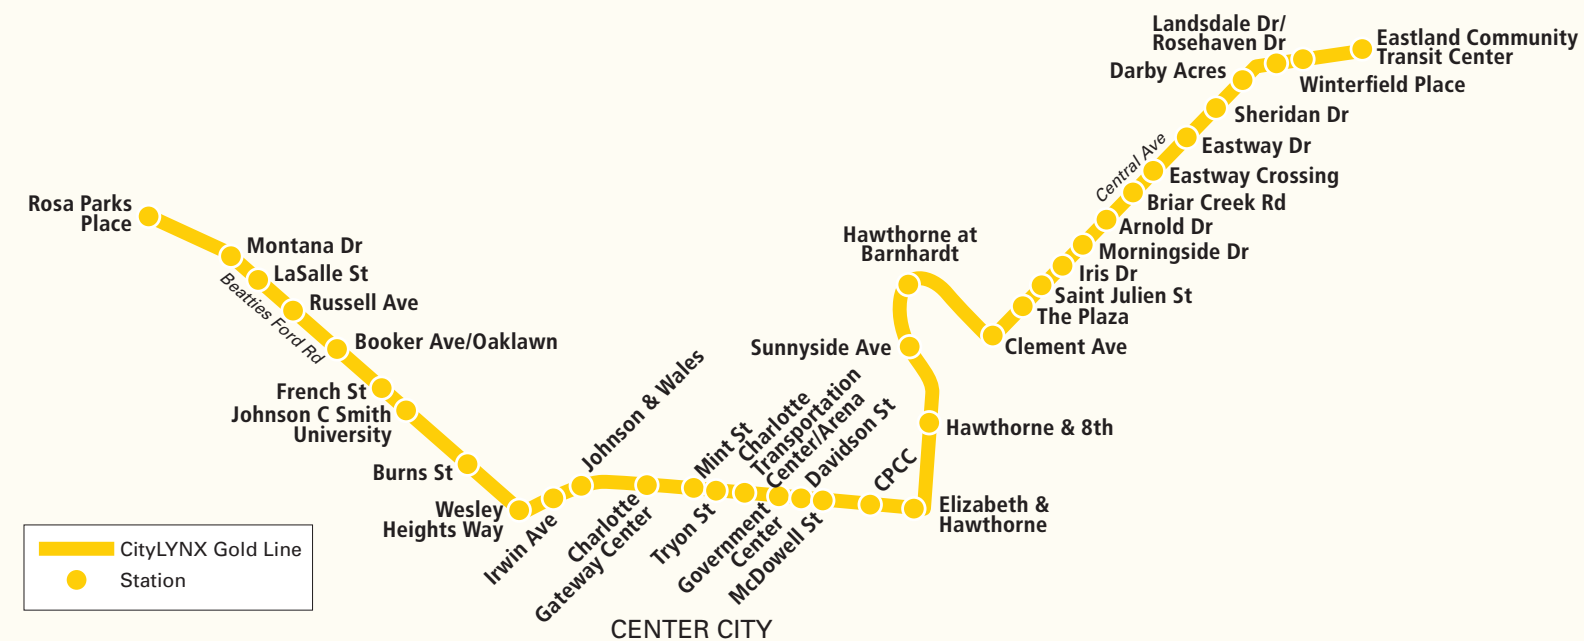 Rosa Parks
Place
Montana Dr
LaSalle St
Russell Ave
Beatties Ford Rd
Booker Ave/Oaklawn
French St
Johnson C Smith
University
Burns St
Wesley
Heights Way
Irwin Ave
Johnson & Wales
Charlotte
Gateway Center
Mint St
Tryon St
Charlotte
Transportation
Center/Arena
Government
Center
Davidson St
McDowell St
CPCC
Elizabeth &
Hawthorne
Hawthorne & 8th
Sunnyside Ave
Hawthorne at
Barnhardt
Clement Ave
The Plaza
Saint Julien St
Iris Dr
Morningside Dr
Arnold Dr
Briar Creek Rd
Central Ave
Eastway Crossing
Eastway Dr
Sheridan Dr
Darby Acres
Landsdale Dr/
Rosehaven Dr
Winterfield Place
Eastland Community
Transit Center
CityLYNX Gold Line
Station
CENTER CITY